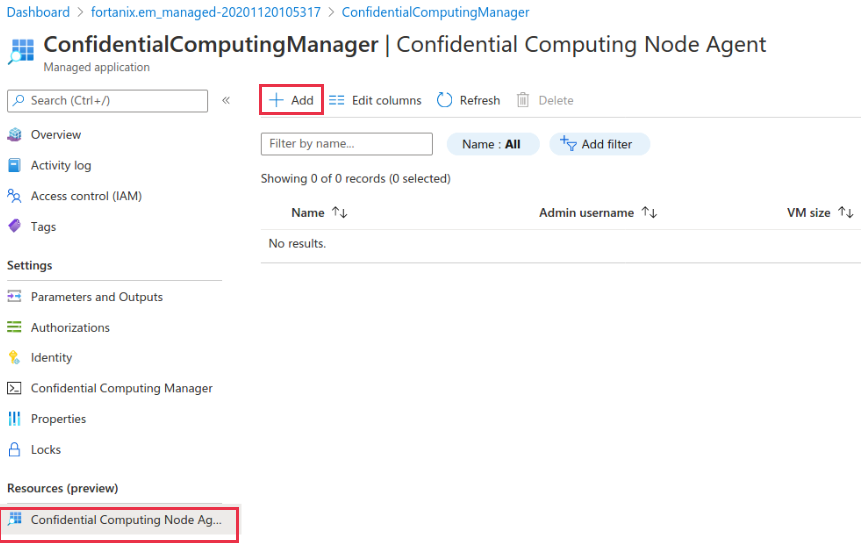 Dashboard > fortanix.em_managed-20201120105317 > ConfidentialComputingManager
ConfidentialComputingManager | Confidential Computing Node Agent
Managed application
Search (Ctrl+/)
«
Overview
Activity log
Access control (IAM)
Tags
Settings
Parameters and Outputs
Authorizations
Identity
Confidential Computing Manager
Properties
Locks
Resources (preview)
Confidential Computing Node Ag...
+ Add Edit columns Refresh Delete
Filter by name... Name : All Add filter
Showing 0 of 0 records (0 selected)
Name ↑↓ Admin username ↑↓ VM size ↑↓
No results.